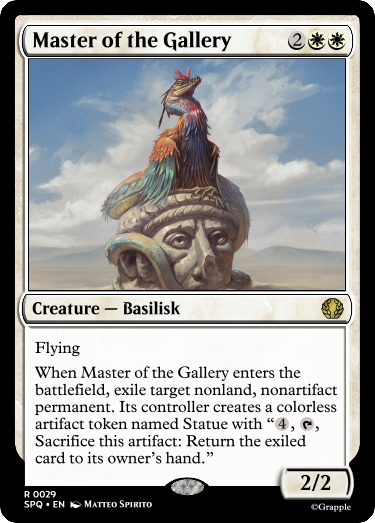 Master of the Gallery 2
Creature — Basilisk
Flying
When Master of the Gallery enters the
battlefield, exile target nonland, nonartifact
permanent. Its controller creates a colorless
artifact token named Statue with “4, ,
Sacrifice this artifact: Return the exiled
card to its owner’s hand.”
2/2
R 0029
SPQ • EN Matteo Spirito
©Grapple